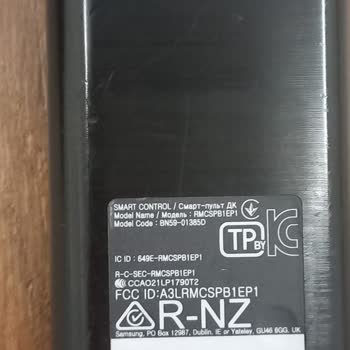 SMART CONTROL / Смарт-пульт ДК
Model Name / Модель : RMCSPB1EP1
Model Code : BN59-01385D
TP BY
IC ID : 649E-RMCSPB1EP1
R-C-SEC-RMCSPB1EP1
CCAO21LP1790T2
FCC ID:A3LRMCSPB1EP1
R-NZ
Samsung, PO Box 12987, Dublin. IE or Yateley, GU46 6GG. UK